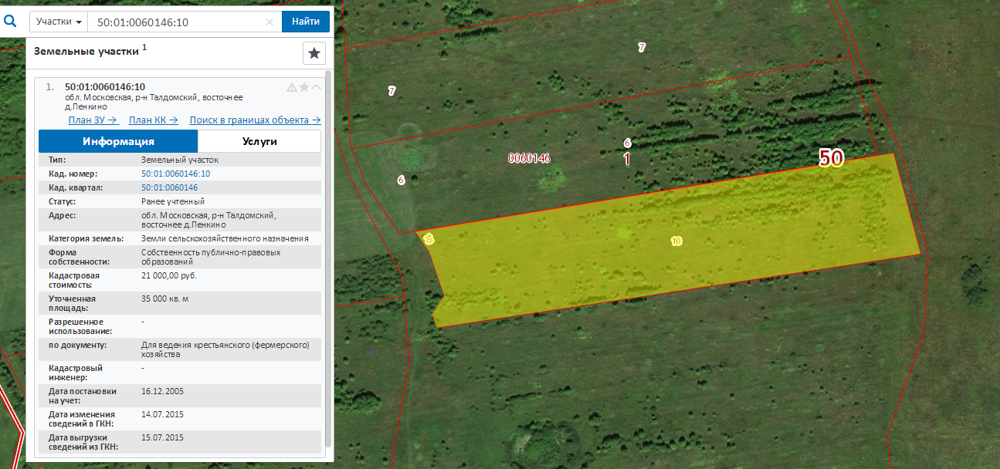 Участки
50:01:0060146:10
×
Найти
Земельные участки 1
1. 50:01:0060146:10
обл. Московская, р-н Талдомский, восточнее
д.Пенкино
План ЗУ →
План КК →
Поиск в границах объекта →
Информация
Услуги
Тип: Земельный участок
Кад. номер: 50:01:0060146:10
Кад. квартал: 50:01:0060146
Статус: Ранее учтенный
Адрес: обл. Московская, р-н Талдомский,
восточнее д.Пенкино
Категория земель: Земли сельскохозяйственного назначения
Форма собственности: Собственность публично-правовых
образований
Кадастровая стоимость: 21 000,00 руб.
Уточненная площадь: 35 000 кв. м
Разрешенное использование: -
по документу: Для ведения крестьянского (фермерского)
хозяйства
Кадастровый инженер: -
Дата постановки на учет: 16.12.2005
Дата изменения сведений в ГКН: 14.07.2015
Дата выгрузки сведений из ГКН: 15.07.2015
7
7
6
0060146
1
50
6
10
10